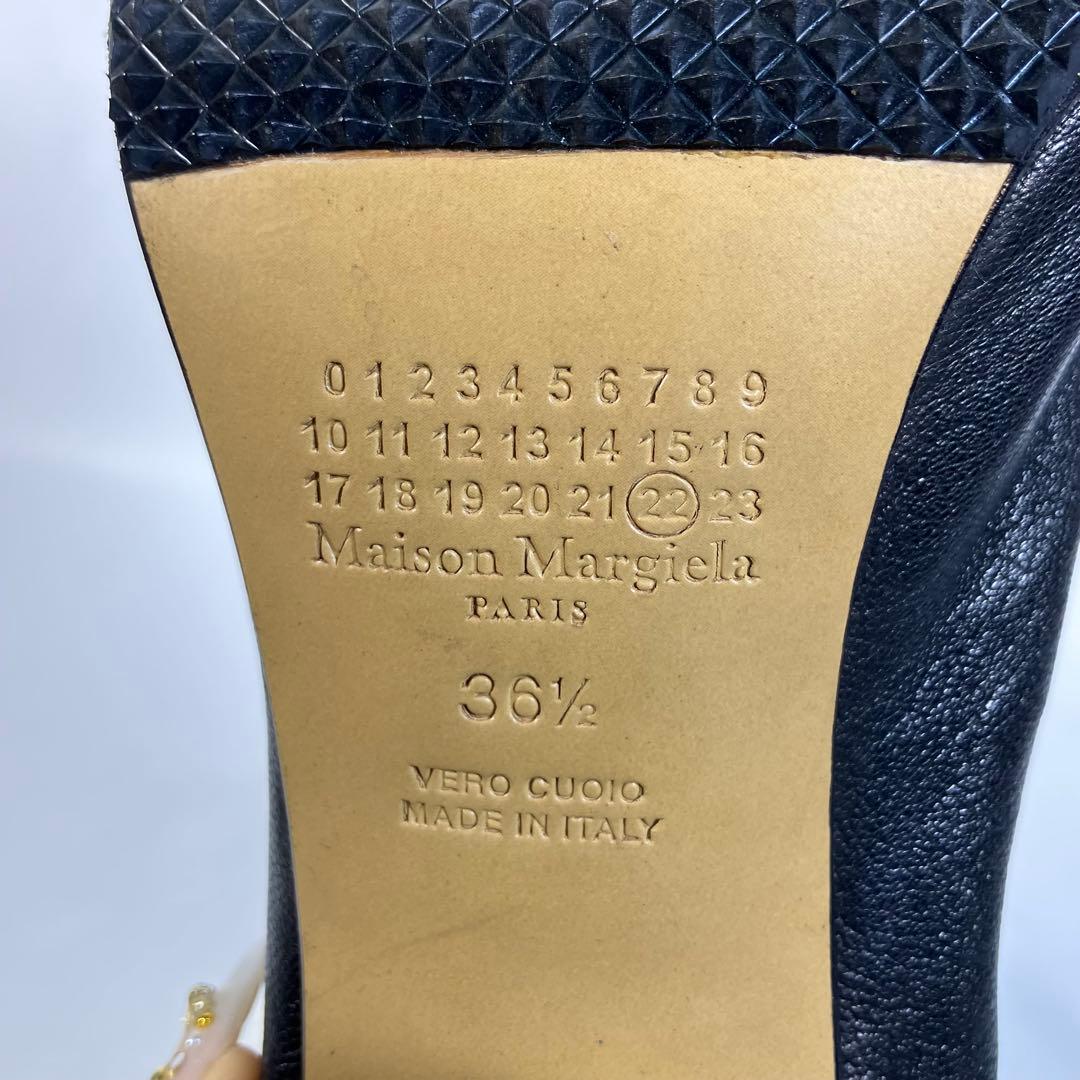 0 1 2 3 4 5 6 7 8 9
10 11 12 13 14 15 16
17 18 19 20 21 22 23
Maison Margiela
PARIS
36½
VERO CUOIO
MADE IN ITALY